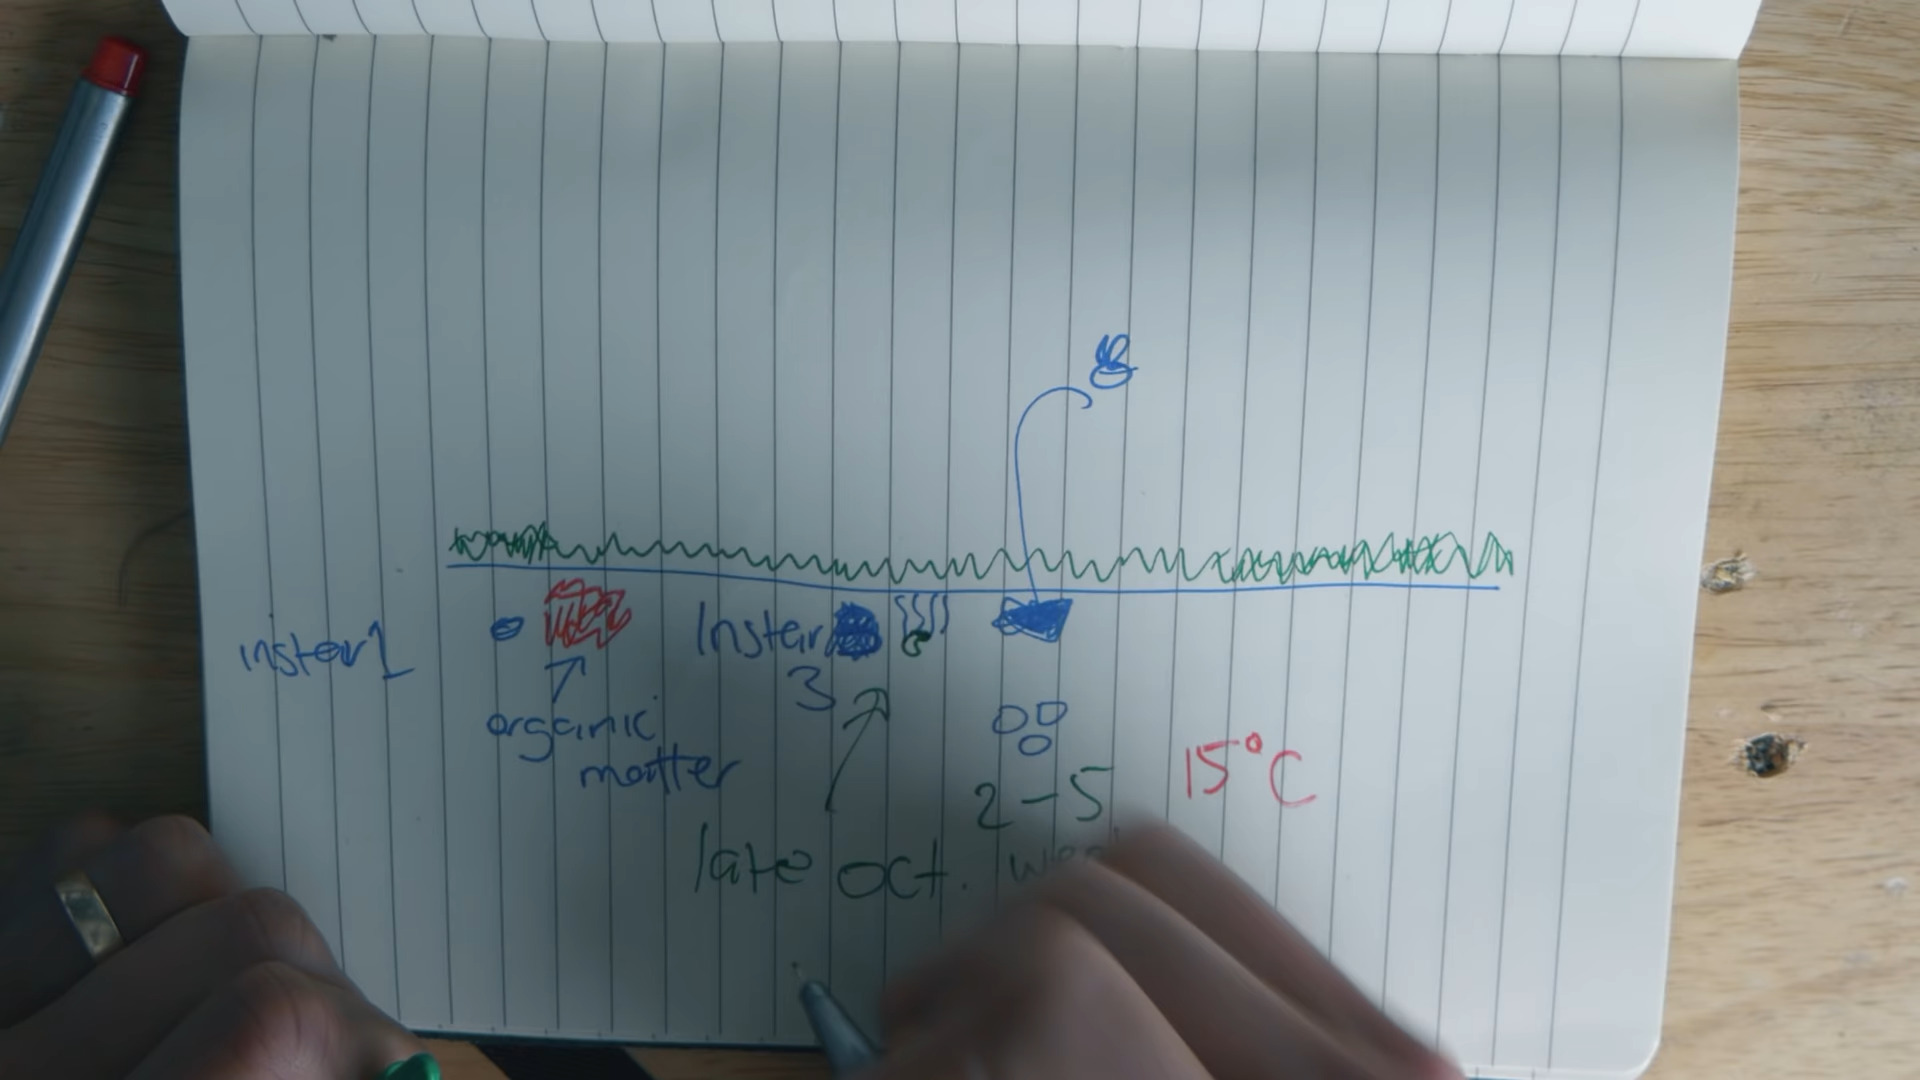 instar1
organic
matter
Instar
3
2-5
15°C
late oct.